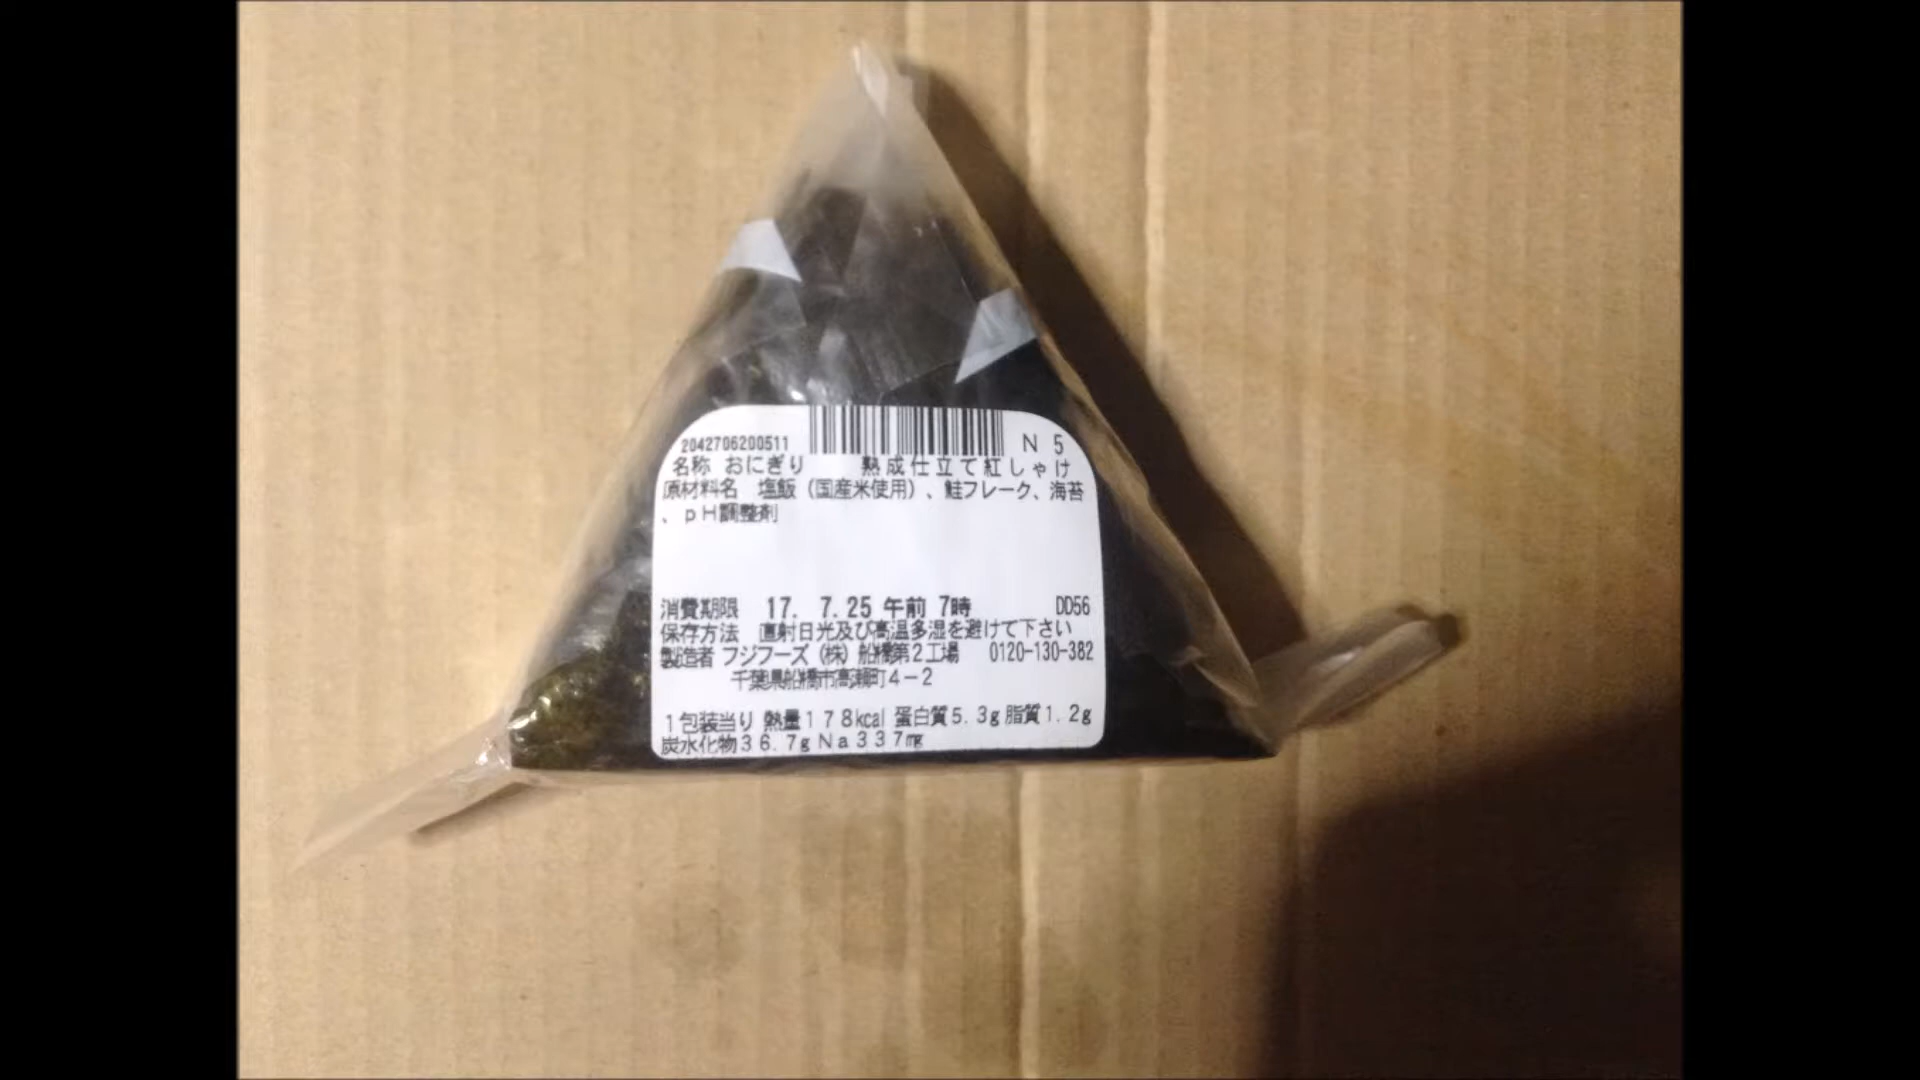 2042706200511 N 5
名称 おにぎり 熟成仕立て紅しゃけ
原材料名 塩飯（国産米使用）、鮭フレーク、海苔
、ｐＨ調整剤
消費期限 17. 7.25 午前 7時 DD56
保存方法 直射日光及び高温多湿を避けて下さい
製造者 フジフーズ（株）船橋第２工場 0120-130-382
千葉県船橋市高瀬町４－２
１包装当り 熱量１７８kcal 蛋白質５.３g 脂質１.２g
炭水化物３６.７g Ｎａ３３７mg